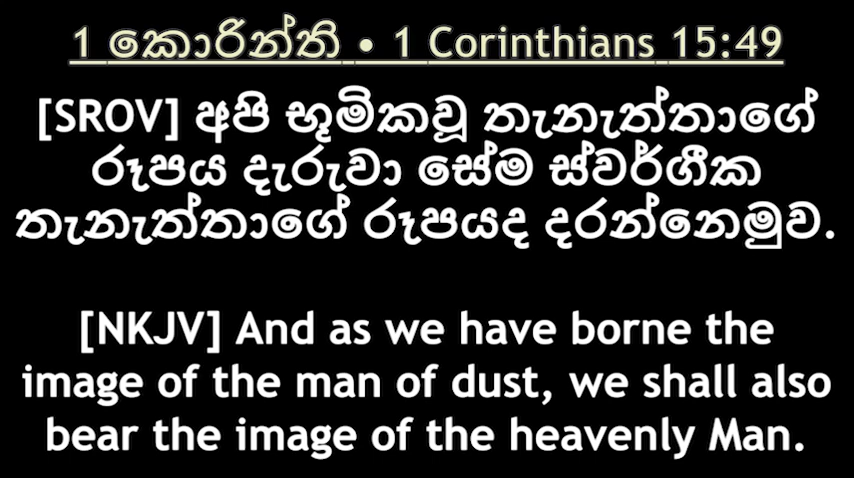 1 කොරින්ති • 1 Corinthians 15:49
[SROV] අපි භූමිකවූ තැනැත්තාගේ
රූපය දැරුවා සේම ස්වර්ගීක
තැනැත්තාගේ රූපයද දරන්නෙමුව.
[NKJV] And as we have borne the
image of the man of dust, we shall also
bear the image of the heavenly Man.